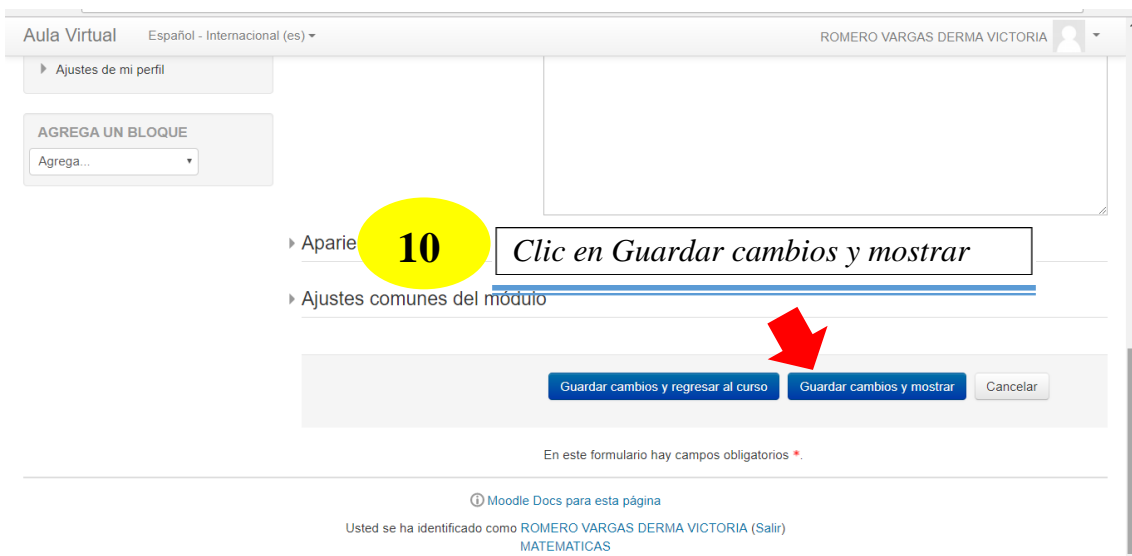 Aula Virtual Español - Internacional (es) ROMERO VARGAS DERMA VICTORIA
Ajustes de mi perfil
AGREGA UN BLOQUE
Agrega...
Aparie
10
Clic en Guardar cambios y mostrar
Ajustes comunes del módulo
Guardar cambios y regresar al curso Guardar cambios y mostrar Cancelar
En este formulario hay campos obligatorios *.
Moodle Docs para esta página
Usted se ha identificado como ROMERO VARGAS DERMA VICTORIA (Salir)
MATEMATICAS